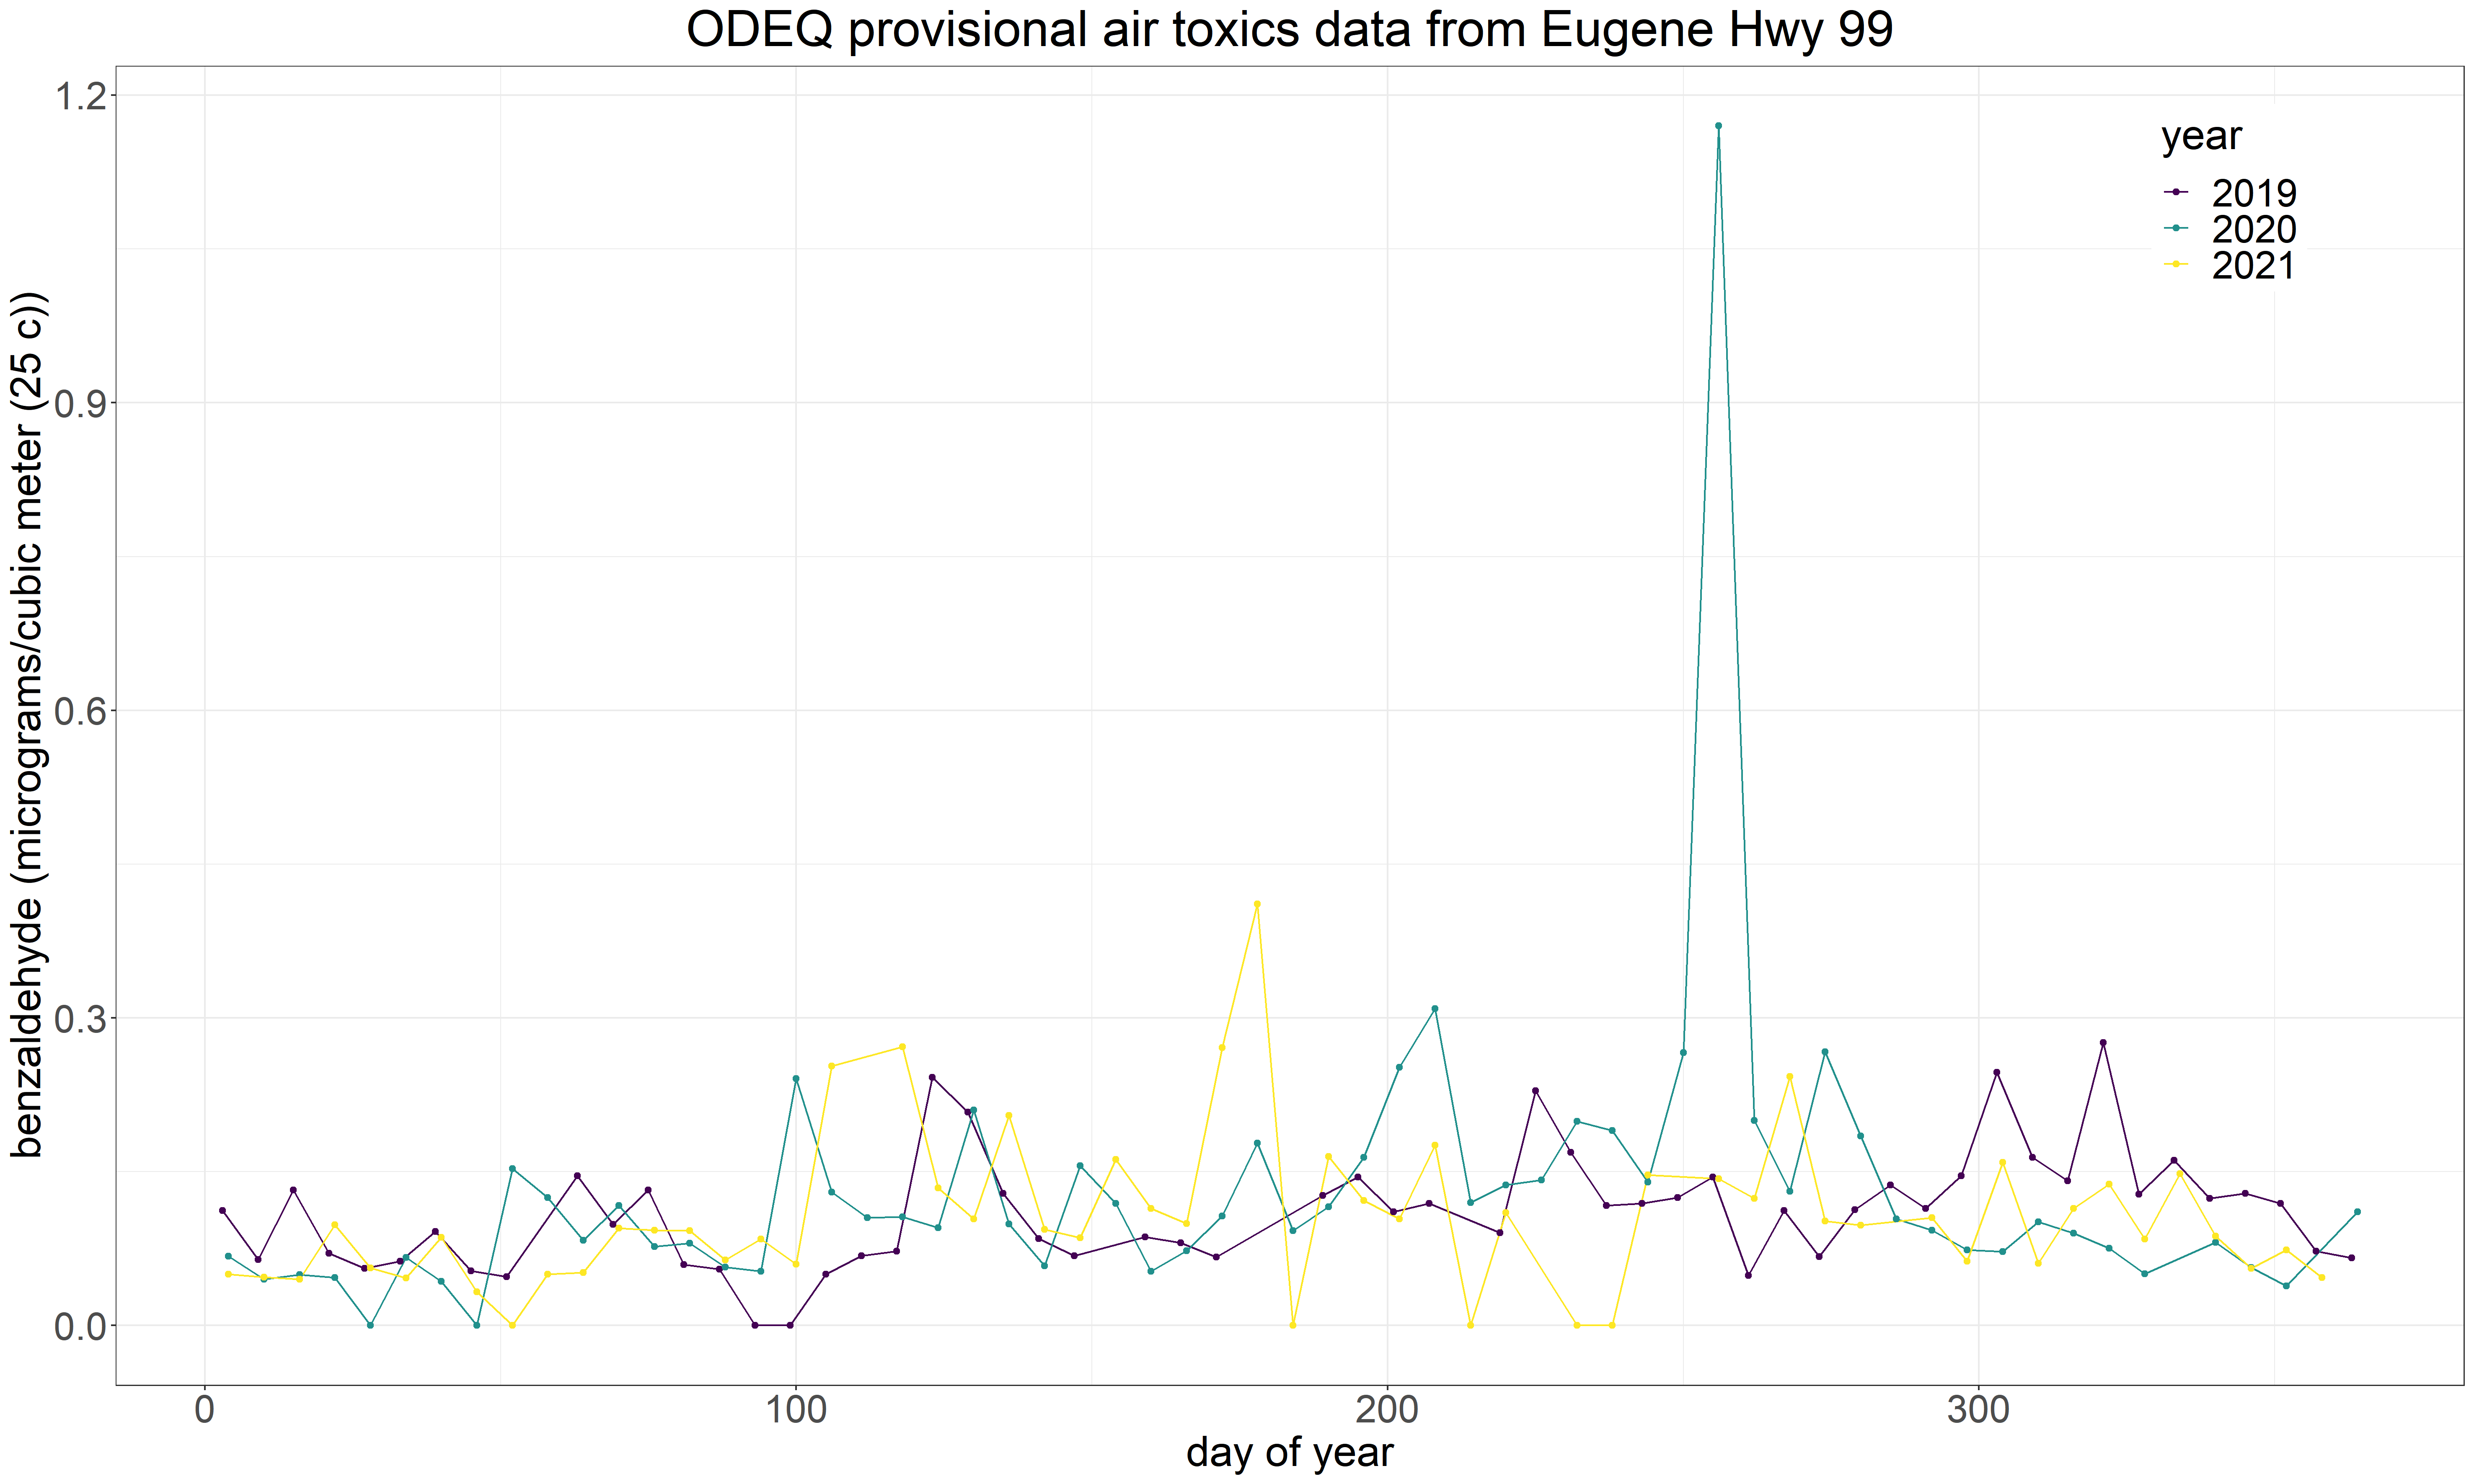 ODEQ provisional air toxics data from Eugene Hwy 99
benzaldehyde (micrograms/cubic meter (25 c))
1.2
0.9
0.6
0.3
0.0
year
2019
2020
2021
0 100 200 300
day of year